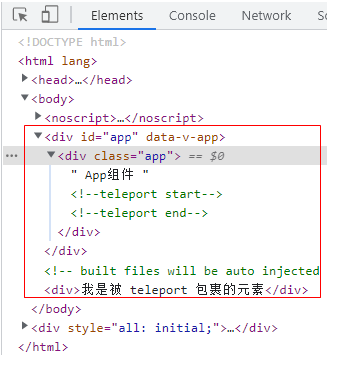 Elements Console Network
<!DOCTYPE html>
<html lang>
<head>…</head>
<body>
<noscript>…</noscript>
<div id="app" data-v-app>
<div class="app"> == $0
" App组件 "
<!--teleport start-->
<!--teleport end-->
</div>
</div>
<!-- built files will be auto injected
<div>我是被 teleport 包裹的元素</div>
</body>
<div style="all: initial;">…</div>
</html>